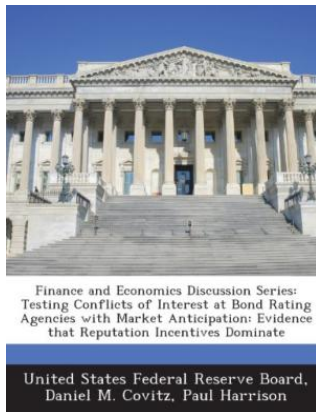 Finance and Economics Discussion Series:
Testing Conflicts of Interest at Bond Rating
Agencies with Market Anticipation: Evidence
that Reputation Incentives Dominate
United States Federal Reserve Board,
Daniel M. Covitz, Paul Harrison